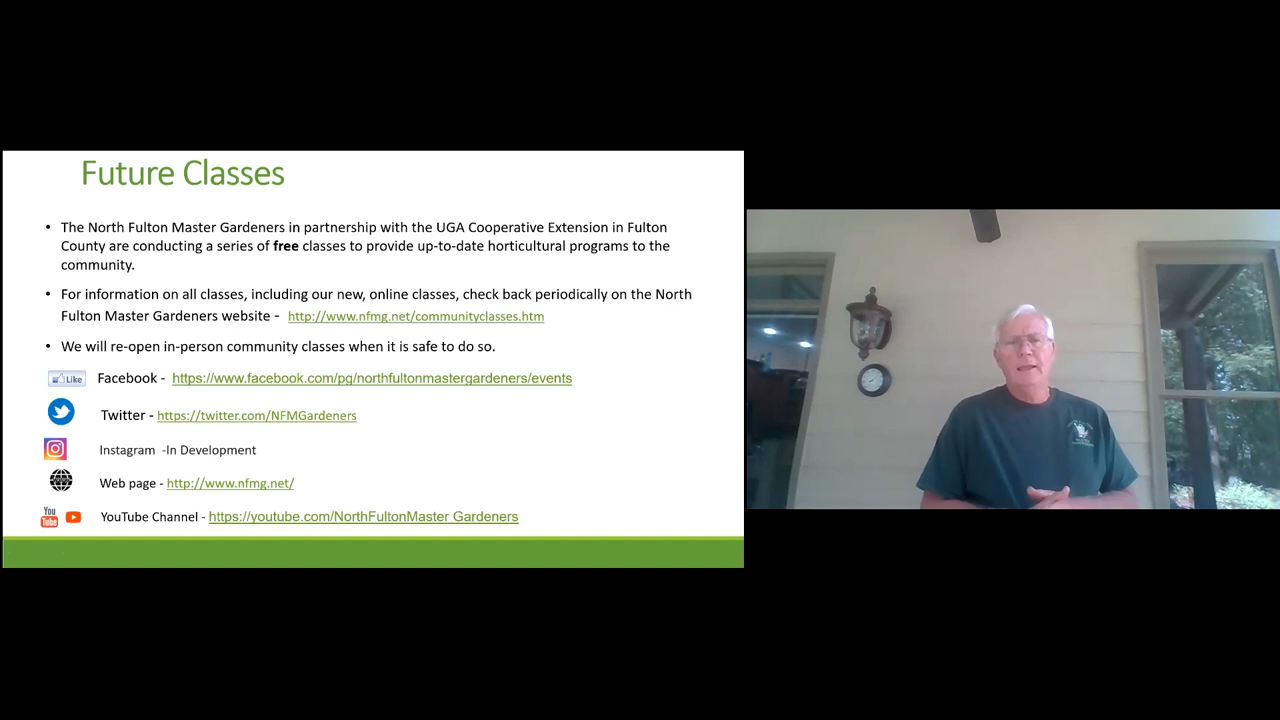 Future Classes
• The North Fulton Master Gardeners in partnership with the UGA Cooperative Extension in Fulton
County are conducting a series of free classes to provide up-to-date horticultural programs to the
community.
• For information on all classes, including our new, online classes, check back periodically on the North
Fulton Master Gardeners website - http://www.nfmg.net/communityclasses.htm
• We will re-open in-person community classes when it is safe to do so.
Like Facebook - https://www.facebook.com/pg/northfultonmastergardeners/events
Twitter - https://twitter.com/NFMGardeners
Instagram -In Development
Web page - http://www.nfmg.net/
You Tube YouTube Channel - https://youtube.com/NorthFultonMaster Gardeners